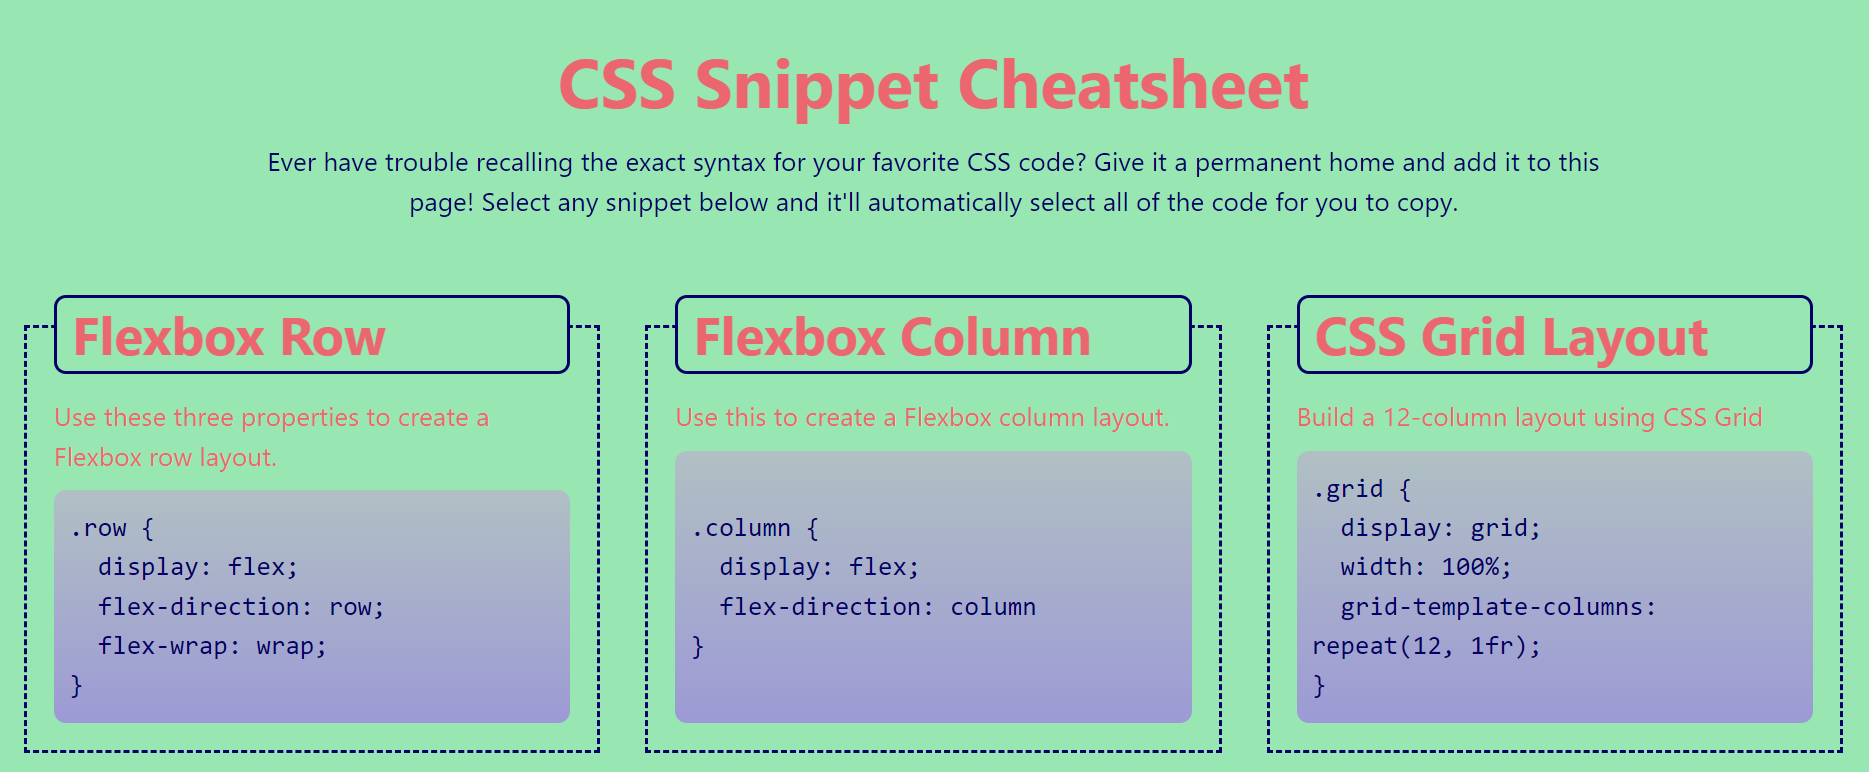 CSS Snippet Cheatsheet
Ever have trouble recalling the exact syntax for your favorite CSS code? Give it a permanent home and add it to this
page! Select any snippet below and it'll automatically select all of the code for you to copy.
Flexbox Row
Use these three properties to create a
Flexbox row layout.
.row {
  display: flex;
  flex-direction: row;
  flex-wrap: wrap;
}
Flexbox Column
Use this to create a Flexbox column layout.
.column {
  display: flex;
  flex-direction: column
}
CSS Grid Layout
Build a 12-column layout using CSS Grid
.grid {
  display: grid;
  width: 100%;
  grid-template-columns:
repeat(12, 1fr);
}